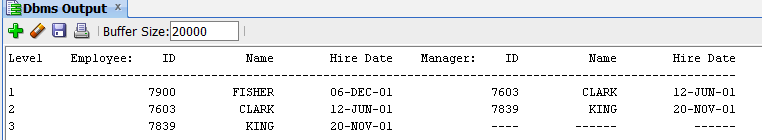 Dbms Output x
Buffer Size: 20000
Level Employee: ID Name Hire Date Manager: ID Name Hire Date
--------------------------------------------------------------------------------------------------------
1 7900 FISHER 06-DEC-01 7603 CLARK 12-JUN-01
2 7603 CLARK 12-JUN-01 7839 KING 20-NOV-01
3 7839 KING 20-NOV-01 ---- ------ ------